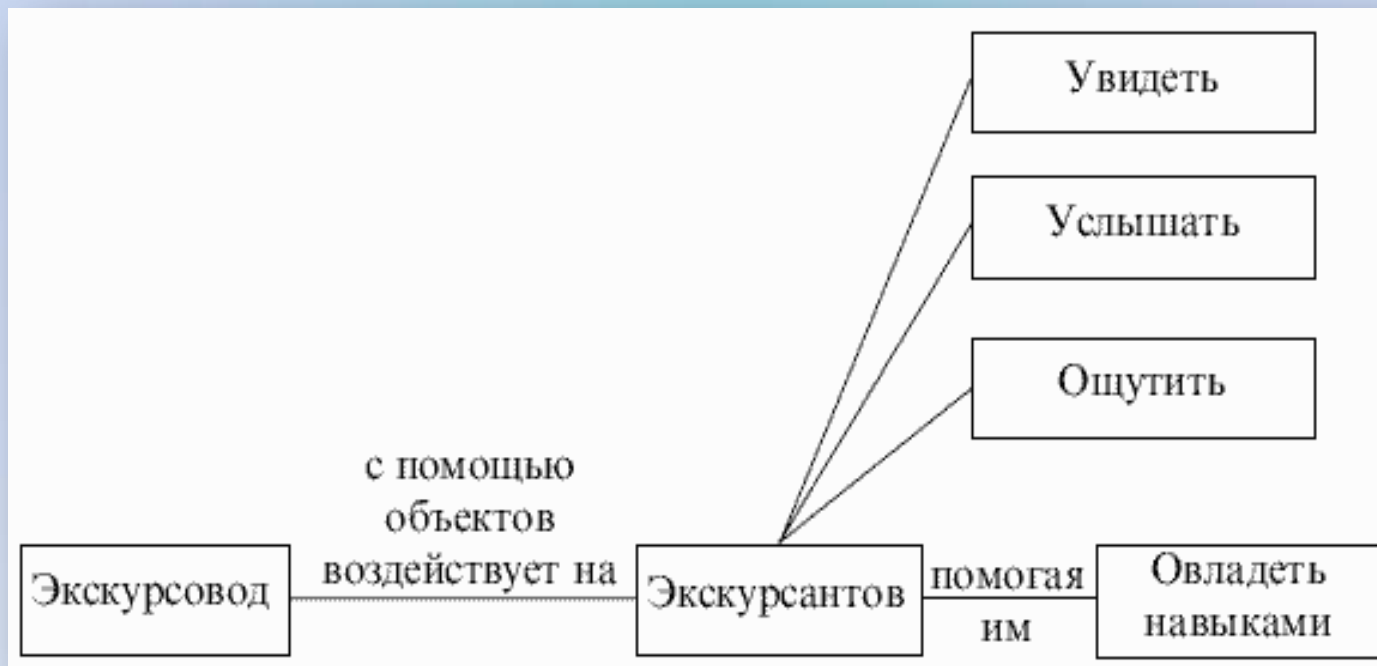 Увидеть
Услышать
Ощутить
с помощью
объектов
воздействует на
Экскурсовод
Экскурсантов
помогая
им
Овладеть
навыками